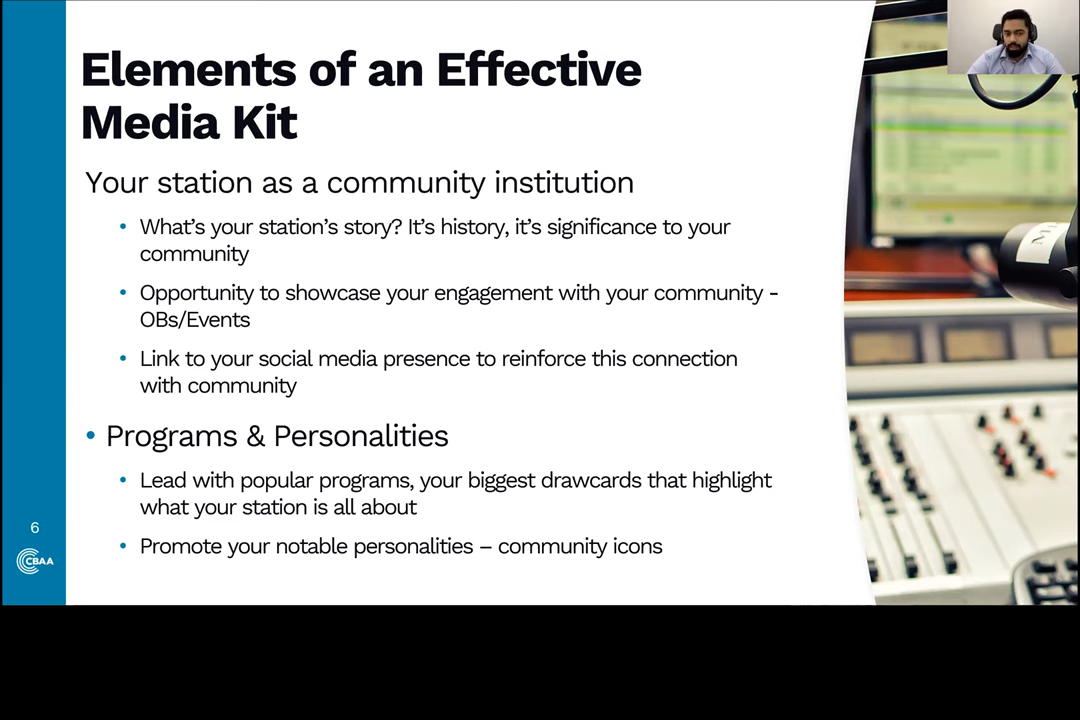 Elements of an Effective
Media Kit
Your station as a community institution
• What’s your station’s story? It’s history, it’s significance to your
community
• Opportunity to showcase your engagement with your community -
OBs/Events
• Link to your social media presence to reinforce this connection
with community
• Programs & Personalities
• Lead with popular programs, your biggest drawcards that highlight
what your station is all about
• Promote your notable personalities – community icons
6
CBAA